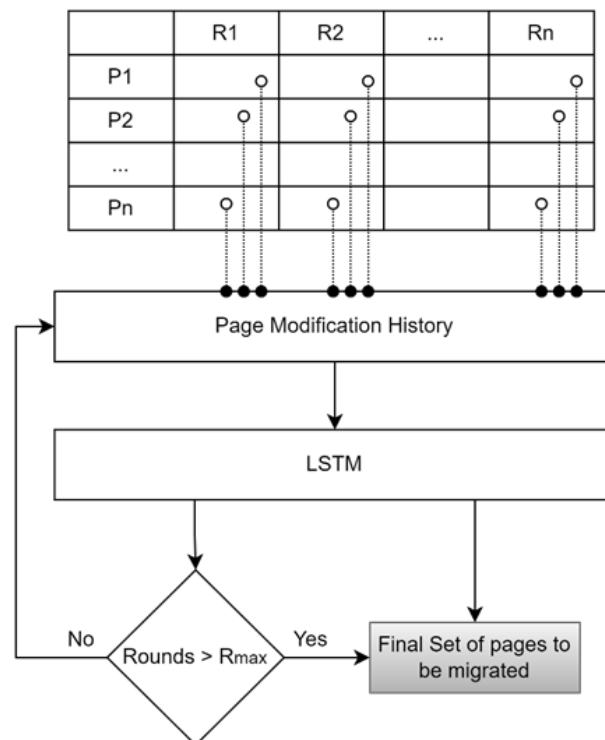 R1 R2 ... Rn
P1
P2
...
Pn
Page Modification History
LSTM
No
Rounds > Rmax
Yes
Final Set of pages to
be migrated